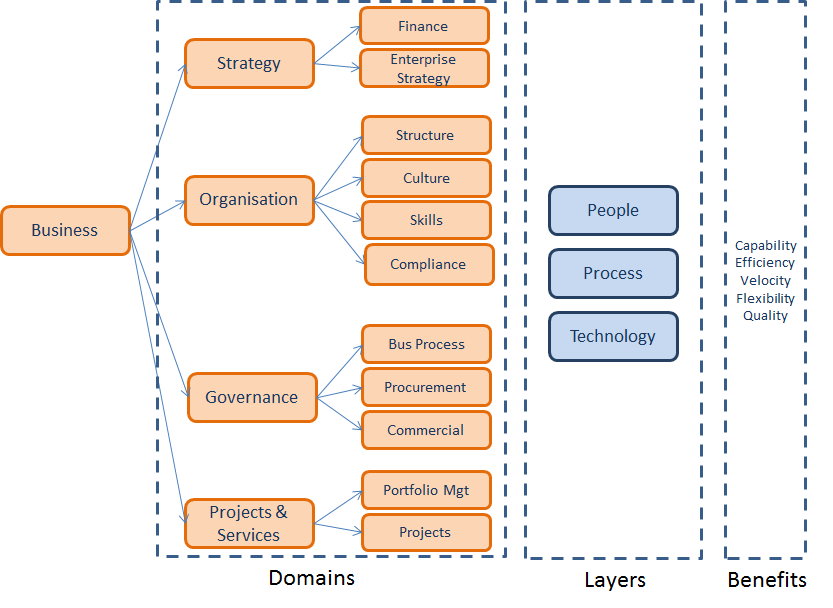 Business
Strategy
Finance
Enterprise
Strategy
Organisation
Structure
Culture
Skills
Compliance
Governance
Bus Process
Procurement
Commercial
Projects &
Services
Portfolio Mgt
Projects
Domains
People
Process
Technology
Layers
Capability
Efficiency
Velocity
Flexibility
Quality
Benefits